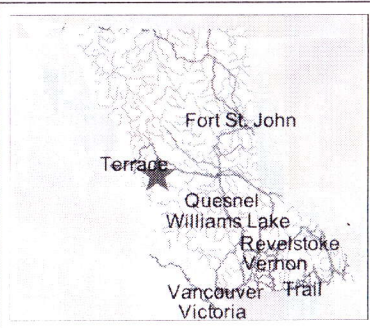 Fort St. John
Terrace
Quesnel
Williams Lake
Revelstoke
Vernon
Vancouver Trail
Victoria